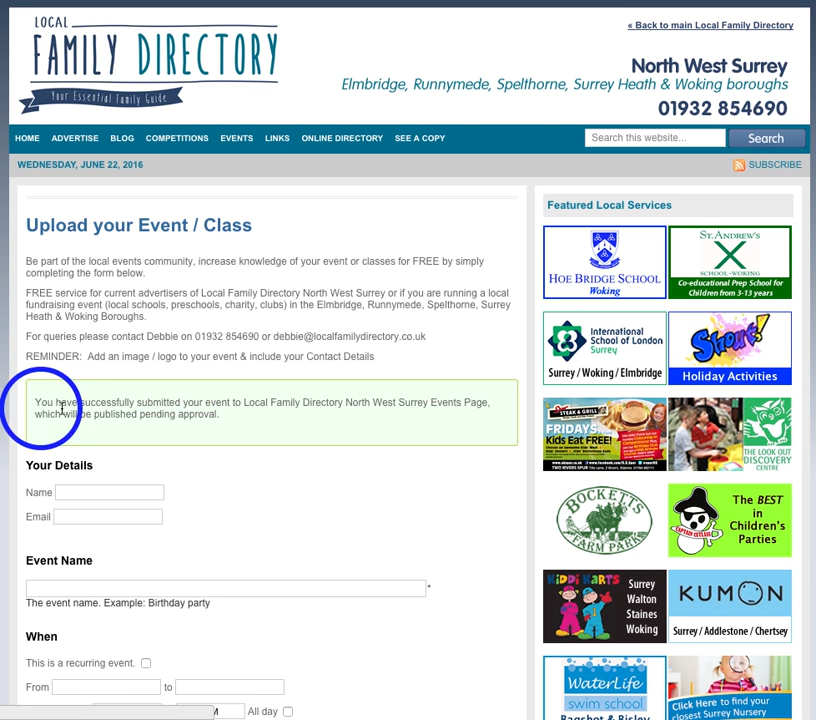 LOCAL
FAMILY DIRECTORY
Your Essential Family Guide
« Back to main Local Family Directory
North West Surrey
Elmbridge, Runnymede, Spelthorne, Surrey Heath & Woking boroughs
01932 854690
HOME ADVERTISE BLOG COMPETITIONS EVENTS LINKS ONLINE DIRECTORY SEE A COPY
Search this website... Search
WEDNESDAY, JUNE 22, 2016
SUBSCRIBE
Upload your Event / Class
Be part of the local events community, increase knowledge of your event or classes for FREE by simply
completing the form below.
FREE service for current advertisers of Local Family Directory North West Surrey or if you are running a local
fundraising event (local schools, preschools, charity, clubs) in the Elmbridge, Runnymede, Spelthorne, Surrey
Heath & Woking Boroughs.
For queries please contact Debbie on 01932 854690 or debbie@localfamilydirectory.co.uk
REMINDER: Add an image / logo to your event & include your Contact Details
You have successfully submitted your event to Local Family Directory North West Surrey Events Page,
which will be published pending approval.
Your Details
Name
Email
Event Name
*
The event name. Example: Birthday party
When
This is a recurring event.
From to
M All day
Featured Local Services
HOE BRIDGE SCHOOL
Woking
ST. ANDREW'S
SCHOOL·WOKING
Co-educational Prep School for
Children from 3-13 years
International
School of London
Surrey
Surrey / Woking / Elmbridge
Shout!
Holiday Activities
STEAK & GRILL
FRIDAYS
Kids Eat FREE!
THE LOOK OUT
DISCOVERY
CENTRE
BOCKETTS
FARM PARK
CAPTAIN CUTLASS
The BEST
in
Children's
Parties
KIDDI KARTS
Surrey
Walton
Staines
Woking
KUMON
Surrey / Addlestone / Chertsey
WATERLIFE
swim school
Bagshot & Bisley
Click Here to find your
closest Surrey Nursery